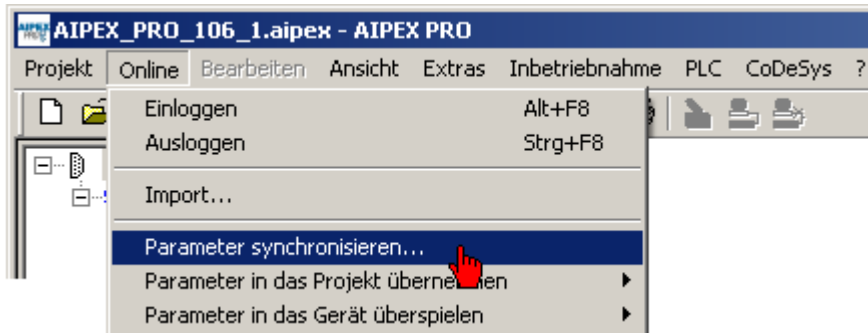 AIPEX_PRO_106_1.aipex - AIPEX PRO
Projekt Online Bearbeiten Ansicht Extras Inbetriebnahme PLC CoDeSys ?
Einloggen Alt+F8
Ausloggen Strg+F8
Import...
Parameter synchronisieren...
Parameter in das Projekt übernehmen
Parameter in das Gerät überspielen